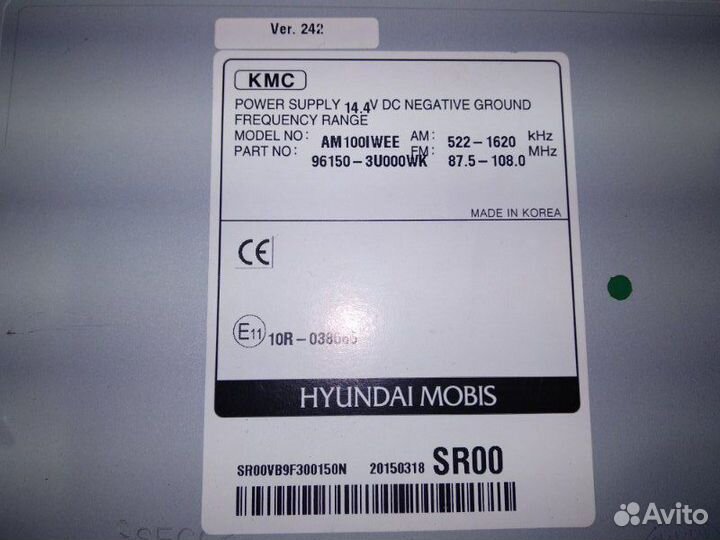 Ver. 242
KMC
POWER SUPPLY 14.4V DC NEGATIVE GROUND
FREQUENCY RANGE
MODEL NO: AM100IWEE AM: 522-1620 kHz
PART NO: 96150-3U000WK FM: 87.5-108.0 MHz
MADE IN KOREA
CE
E11 10R-
HYUNDAI MOBIS
SR00VB9F300150N 20150318 SR00
Avito